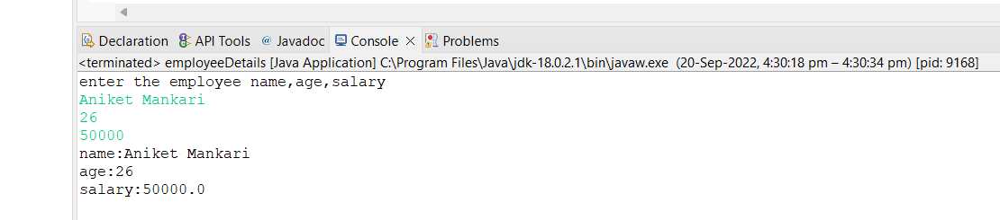 Declaration API Tools @ Javadoc Console Problems
<terminated> employeeDetails [Java Application] C:\Program Files\Java\jdk-18.0.2.1\bin\javaw.exe (20-Sep-2022, 4:30:18 pm – 4:30:34 pm) [pid: 9168]
enter the employee name,age,salary
Aniket Mankari
26
50000
name:Aniket Mankari
age:26
salary:50000.0